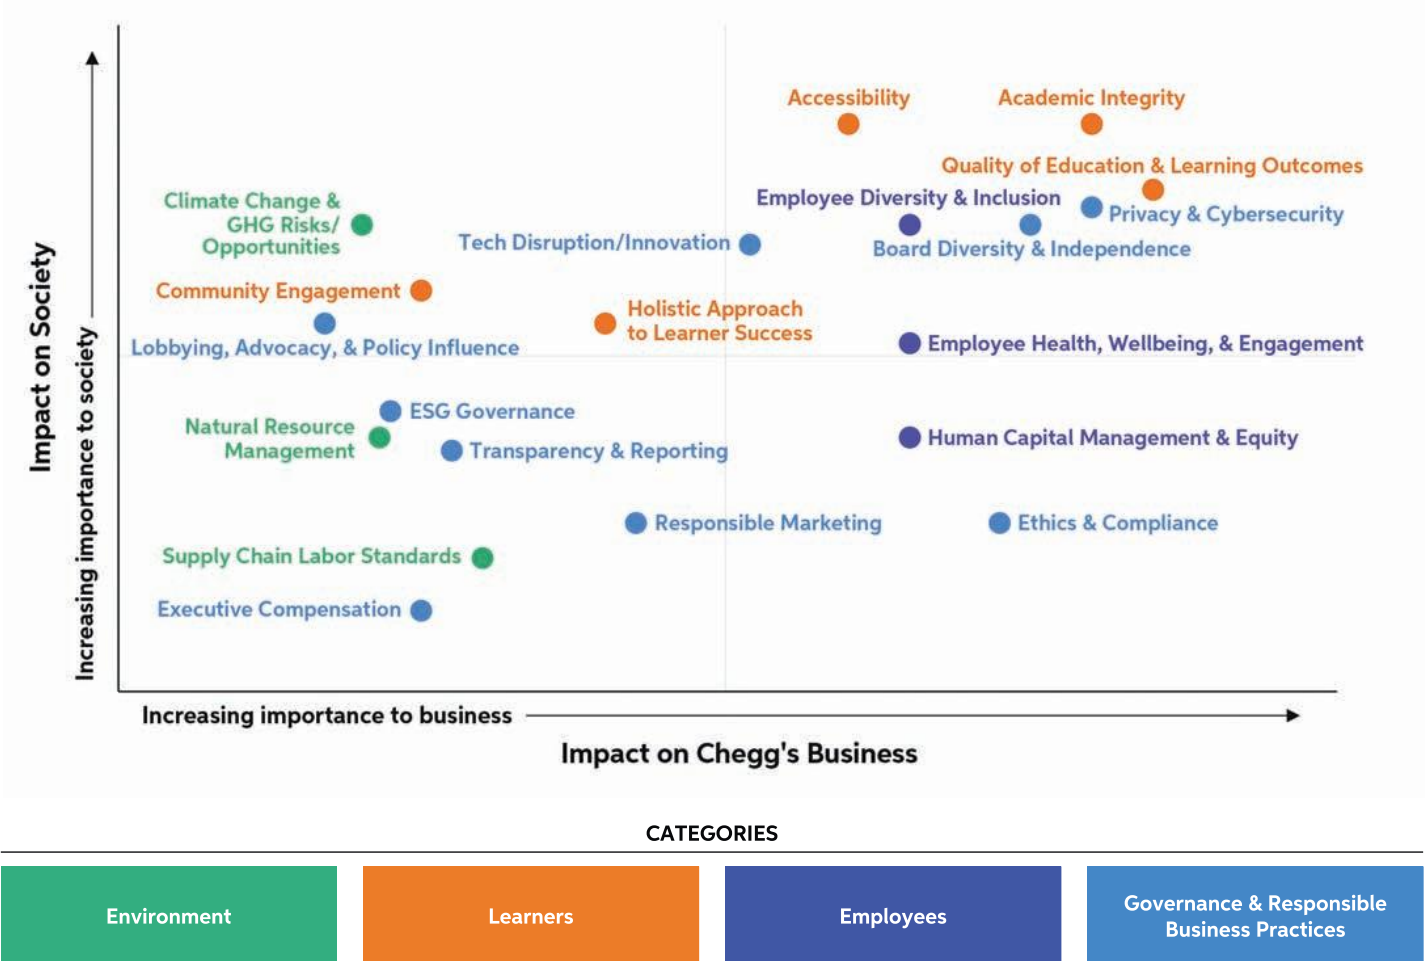 Accessibility
Academic Integrity
Quality of Education & Learning Outcomes
Climate Change &
GHG Risks/
Opportunities
Employee Diversity & Inclusion
Privacy & Cybersecurity
Tech Disruption/Innovation
Board Diversity & Independence
Community Engagement
Holistic Approach
to Learner Success
Lobbying, Advocacy, & Policy Influence
Employee Health, Wellbeing, & Engagement
ESG Governance
Natural Resource
Management
Transparency & Reporting
Human Capital Management & Equity
Responsible Marketing
Ethics & Compliance
Supply Chain Labor Standards
Executive Compensation
Impact on Society
Increasing importance to society
Increasing importance to business
Impact on Chegg's Business
CATEGORIES
Environment
Learners
Employees
Governance & Responsible
Business Practices